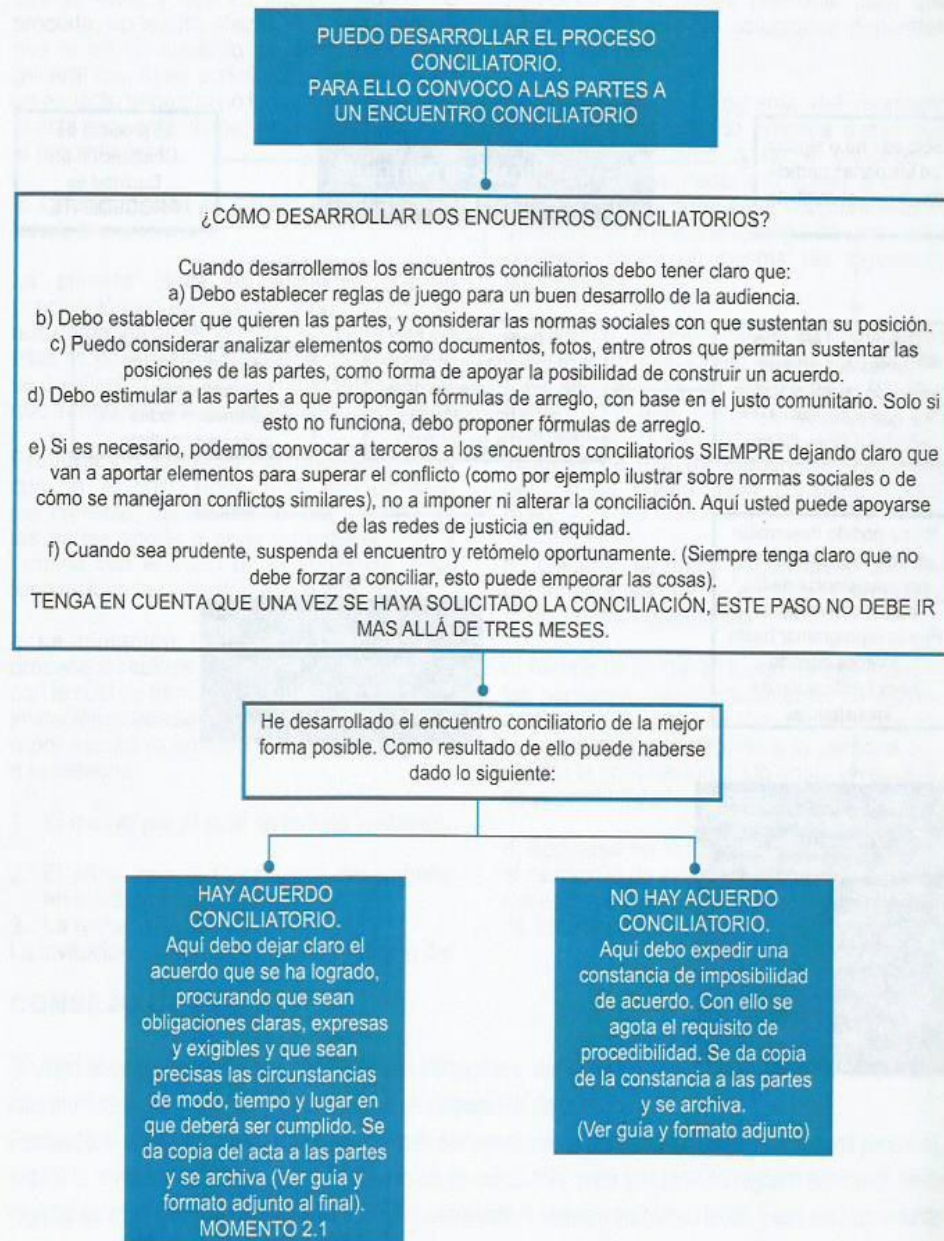 PUEDO DESARROLLAR EL PROCESO
CONCILIATORIO.
PARA ELLO CONVOCO A LAS PARTES A
UN ENCUENTRO CONCILIATORIO
¿CÓMO DESARROLLAR LOS ENCUENTROS CONCILIATORIOS?
Cuando desarrollemos los encuentros conciliatorios debo tener claro que:
a) Debo establecer reglas de juego para un buen desarrollo de la audiencia.
b) Debo establecer que quieren las partes, y considerar las normas sociales con que sustentan su posición.
c) Puedo considerar analizar elementos como documentos, fotos, entre otros que permitan sustentar las
posiciones de las partes, como forma de apoyar la posibilidad de construir un acuerdo.
d) Debo estimular a las partes a que propongan fórmulas de arreglo, con base en el justo comunitario. Solo si
esto no funciona, debo proponer fórmulas de arreglo.
e) Si es necesario, podemos convocar a terceros a los encuentros conciliatorios SIEMPRE dejando claro que
van a aportar elementos para superar el conflicto (como por ejemplo ilustrar sobre normas sociales o de
cómo se manejaron conflictos similares), no a imponer ni alterar la conciliación. Aquí usted puede apoyarse
de las redes de justicia en equidad.
f) Cuando sea prudente, suspenda el encuentro y retómelo oportunamente. (Siempre tenga claro que no
debe forzar a conciliar, esto puede empeorar las cosas).
TENGA EN CUENTA QUE UNA VEZ SE HAYA SOLICITADO LA CONCILIACIÓN, ESTE PASO NO DEBE IR
MAS ALLÁ DE TRES MESES.
He desarrollado el encuentro conciliatorio de la mejor
forma posible. Como resultado de ello puede haberse
dado lo siguiente:
HAY ACUERDO
CONCILIATORIO.
Aquí debo dejar claro el
acuerdo que se ha logrado,
procurando que sean
obligaciones claras, expresas
y exigibles y que sean
precisas las circunstancias
de modo, tiempo y lugar en
que deberá ser cumplido. Se
da copia del acta a las partes
y se archiva (Ver guía y
formato adjunto al final).
MOMENTO 2.1
NO HAY ACUERDO
CONCILIATORIO.
Aquí debo expedir una
constancia de imposibilidad
de acuerdo. Con ello se
agota el requisito de
procedibilidad. Se da copia
de la constancia a las partes
y se archiva.
(Ver guía y formato adjunto)